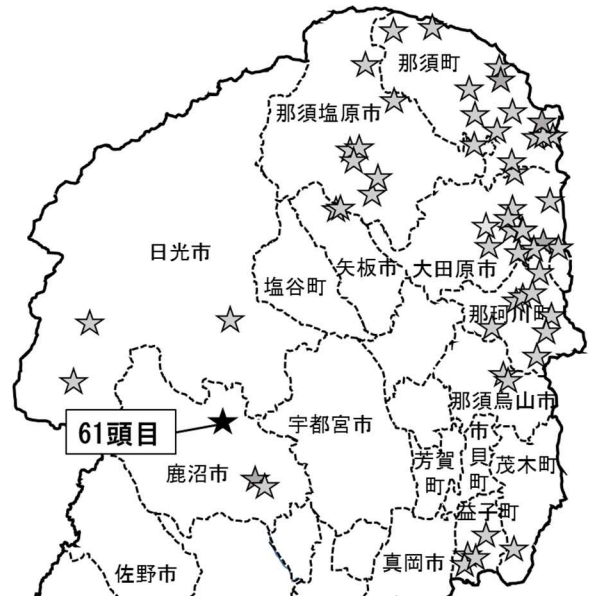 那須町
那須塩原市
日光市
矢板市
大田原市
塩谷町
那珂川町
那須烏山市
61頭目
宇都宮市
市貝町
芳賀町
茂木町
鹿沼市
益子町
佐野市
真岡市